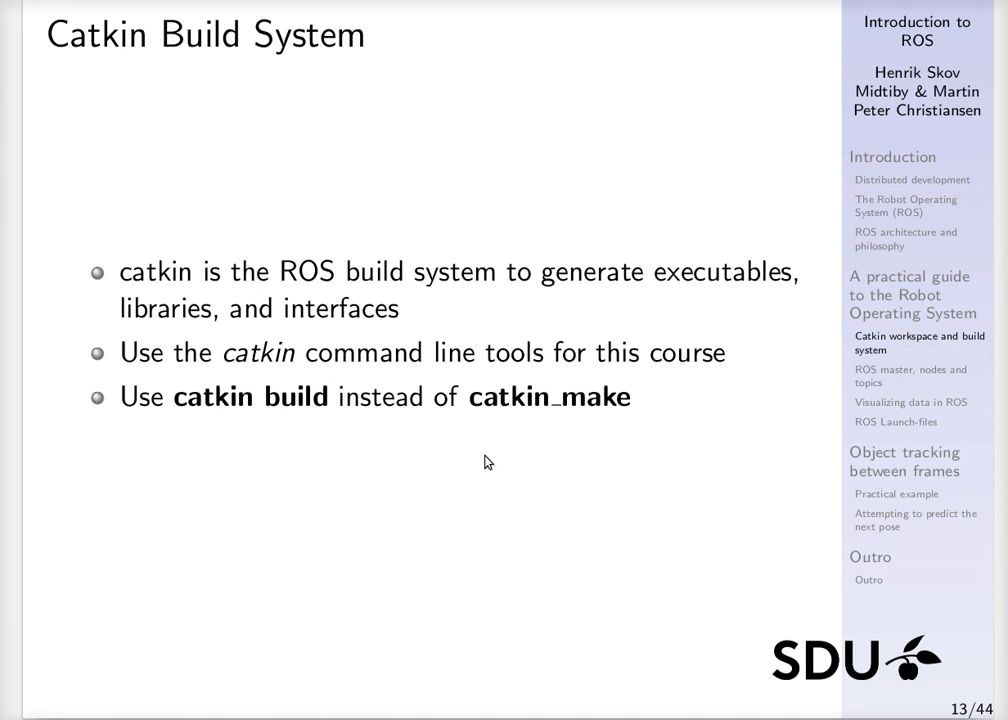 Catkin Build System
catkin is the ROS build system to generate executables,
libraries, and interfaces
Use the catkin command line tools for this course
Use catkin build instead of catkin_make
Introduction to
ROS
Henrik Skov
Midtiby & Martin
Peter Christiansen
Introduction
Distributed development
The Robot Operating
System (ROS)
ROS architecture and
philosophy
A practical guide
to the Robot
Operating System
Catkin workspace and build
system
ROS master, nodes and
topics
Visualizing data in ROS
ROS Launch-files
Object tracking
between frames
Practical example
Attempting to predict the
next pose
Outro
Outro
SDU
13/44